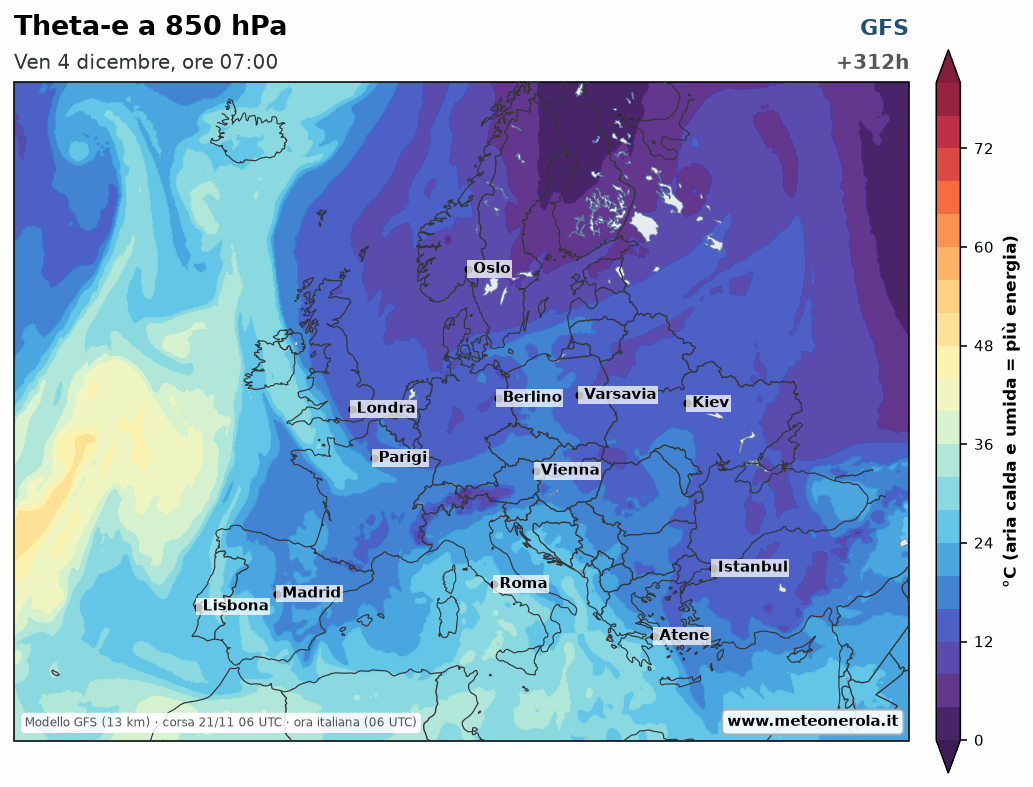 Theta-e a 850 hPa
GFS
Ven 4 dicembre, ore 07:00
+312h
72
60
48
36
24
12
0
°C (aria calda e umida = più energia)
Oslo
Berlino
Varsavia
Kiev
Londra
Parigi
Vienna
Istanbul
Roma
Madrid
Lisbona
Atene
Modello GFS (13 km) · corsa 21/11 06 UTC · ora italiana (06 UTC)
www.meteonerola.it